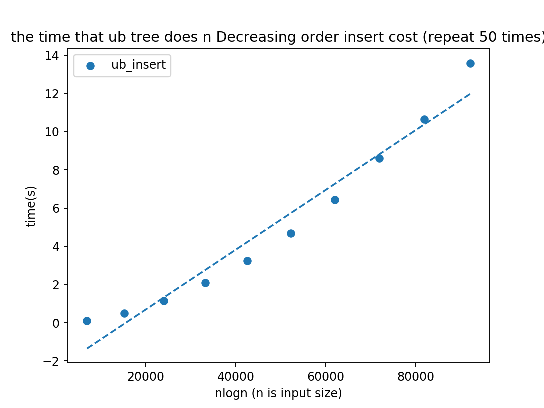 the time that ub tree does n Decreasing order insert cost (repeat 50 times)
ub_insert
14
12
10
8
6
4
2
0
−2
time(s)
20000 40000 60000 80000
nlogn (n is input size)